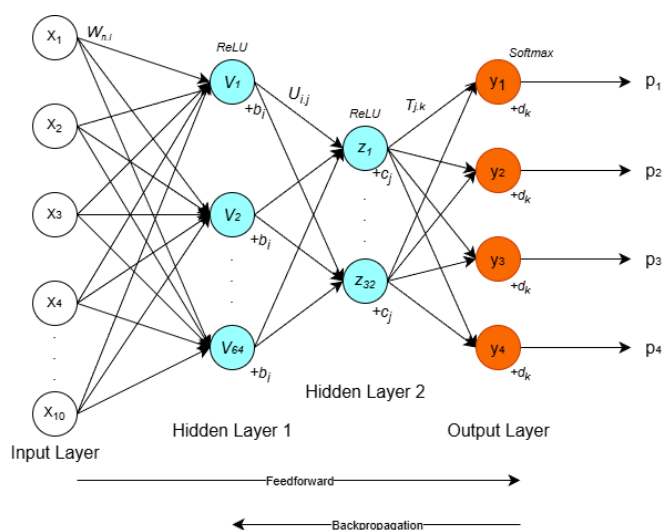 X1
X2
X3
X4
.
.
.
.
X10
Input Layer
Wn.i
ReLU
V1
+bi
V2
+bi
.
.
.
.
V64
+bi
Hidden Layer 1
Ui.j
ReLU
z1
+cj
.
.
.
z32
+cj
Hidden Layer 2
Tj.k
Softmax
y1
+dk
y2
+dk
y3
+dk
y4
+dk
Output Layer
p1
p2
p3
p4
Feedforward
Backpropagation